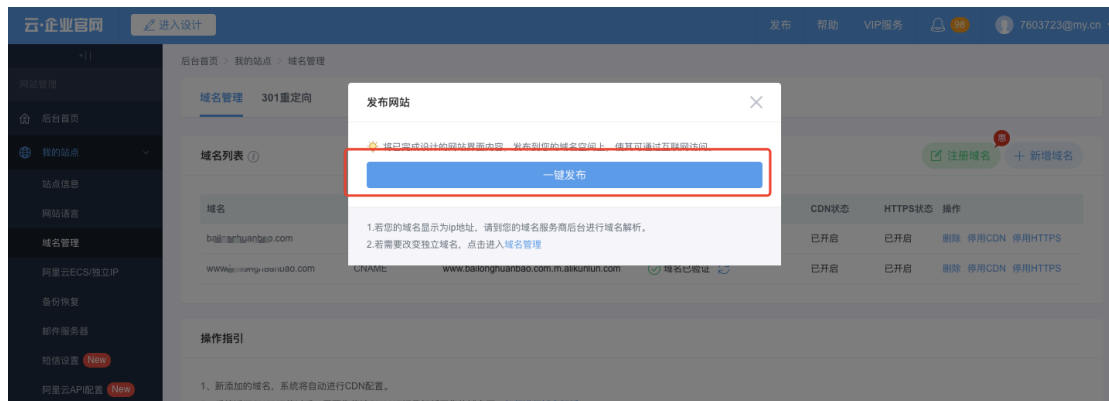 云·企业官网
进入设计
发布 帮助 VIP服务 98 7603723@my.cn
网站管理
后台首页
我的站点
站点信息
网站语言
域名管理
阿里云ECS/独立IP
备份恢复
邮件服务器
短信设置 New
阿里云API配置 New
后台首页 > 我的站点 > 域名管理
域名管理 301重定向
域名列表
惠
注册域名 + 新增域名
发布网站
将已完成设计的网站界面内容，发布到您的域名空间上，使其可通过互联网访问。
一键发布
1.若您的域名显示为ip地址，请到您的域名服务商后台进行域名解析。
2.若需要改变独立域名，点击进入域名管理
域名 CDN状态 HTTPS状态 操作
已开启 已开启 删除 停用CDN 停用HTTPS
CNAME www.bailonghuanbao.com.m.alikunlun.com 域名已验证 已开启 已开启 删除 停用CDN 停用HTTPS
操作指引
1、新添加的域名，系统将自动进行CDN配置。